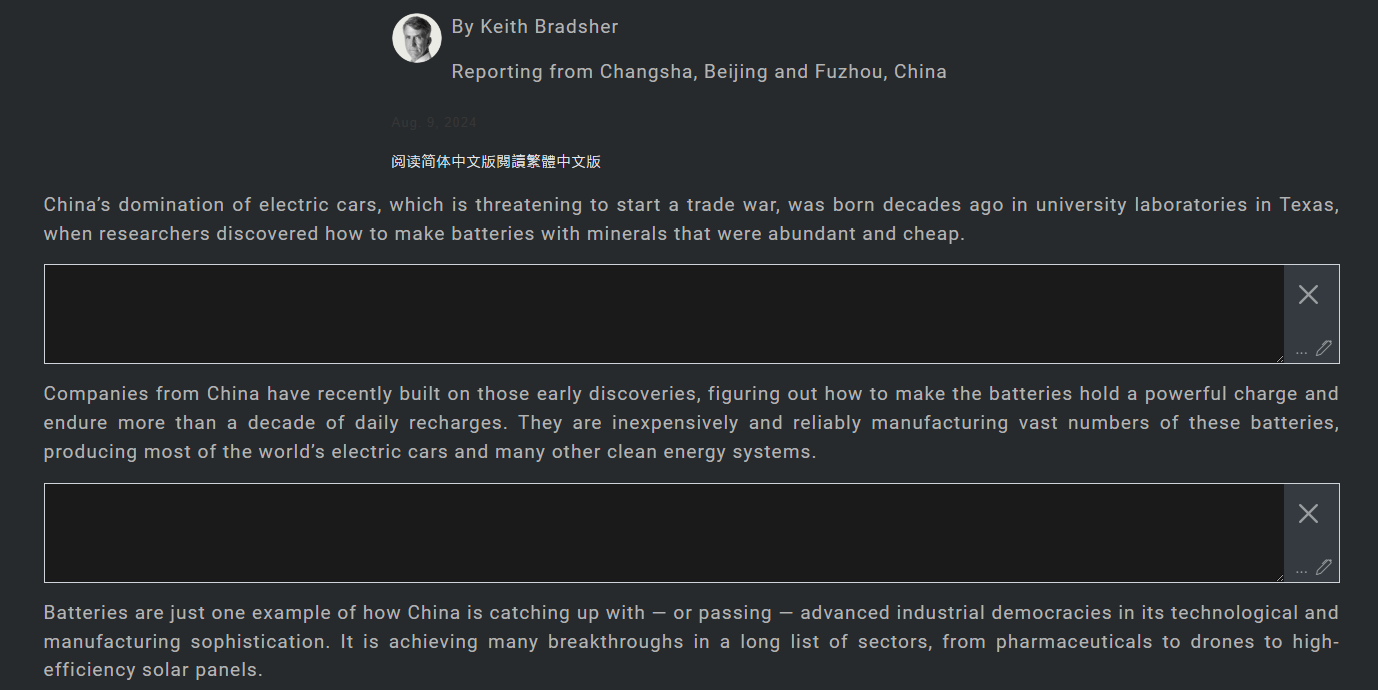 By Keith Bradsher
Reporting from Changsha, Beijing and Fuzhou, China
Aug. 9, 2024
阅读简体中文版閱讀繁體中文版
China’s domination of electric cars, which is threatening to start a trade war, was born decades ago in university laboratories in Texas,
when researchers discovered how to make batteries with minerals that were abundant and cheap.
...
Companies from China have recently built on those early discoveries, figuring out how to make the batteries hold a powerful charge and
endure more than a decade of daily recharges. They are inexpensively and reliably manufacturing vast numbers of these batteries,
producing most of the world’s electric cars and many other clean energy systems.
...
Batteries are just one example of how China is catching up with — or passing — advanced industrial democracies in its technological and
manufacturing sophistication. It is achieving many breakthroughs in a long list of sectors, from pharmaceuticals to drones to high-
efficiency solar panels.